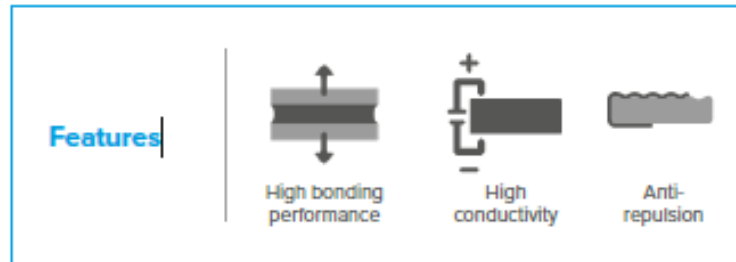 Features
High bonding
performance
High
conductivity
Anti-
repulsion